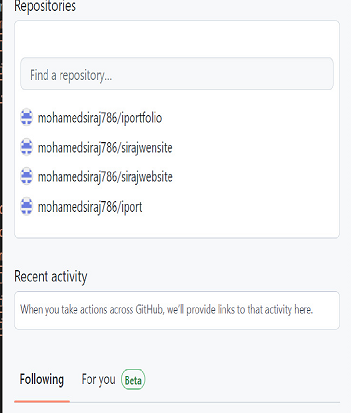 Repositories
Find a repository...
mohamedsiraj786/iportfolio
mohamedsiraj786/sirajwensite
mohamedsiraj786/sirajwebsite
mohamedsiraj786/iport
Recent activity
When you take actions across GitHub, we'll provide links to that activity here.
Following For you Beta